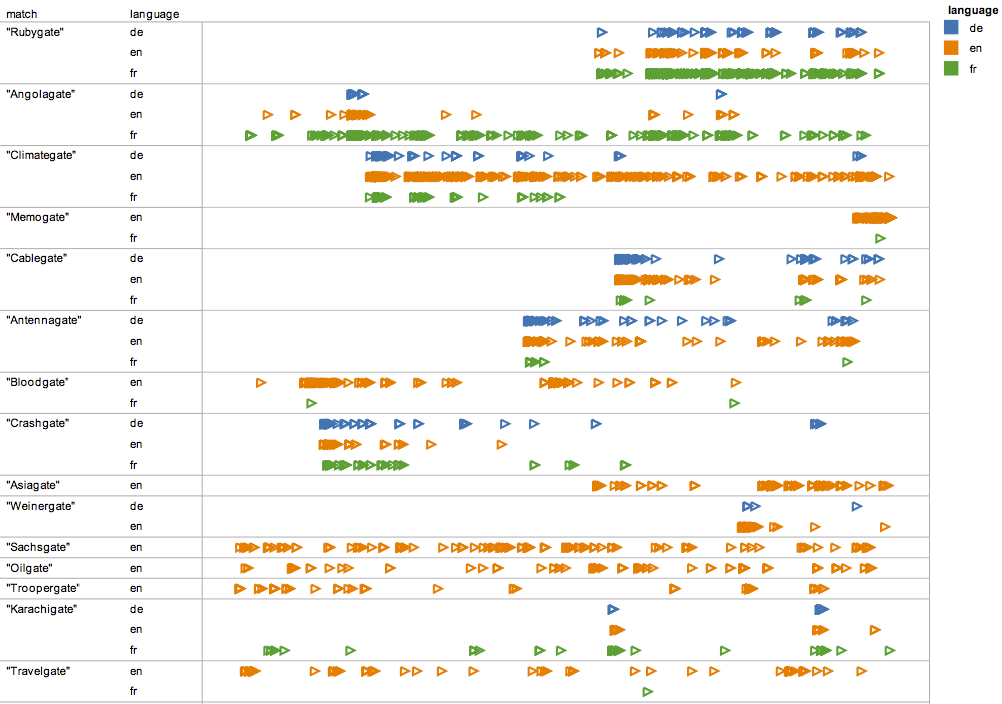 match language
language
"Rubygate" de
de
en
en
fr
fr
"Angolagate" de
en
fr
"Climategate" de
en
fr
"Memogate" en
fr
"Cablegate" de
en
fr
"Antennagate" de
en
fr
"Bloodgate" en
fr
"Crashgate" de
en
fr
"Asiagate" en
"Weinergate" de
en
"Sachsgate" en
"Oilgate" en
"Troopergate" en
"Karachigate" de
en
fr
"Travelgate" en
fr